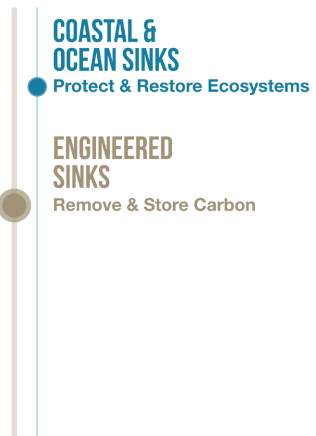 COASTAL &
OCEAN SINKS
Protect & Restore Ecosystems
ENGINEERED
SINKS
Remove & Store Carbon